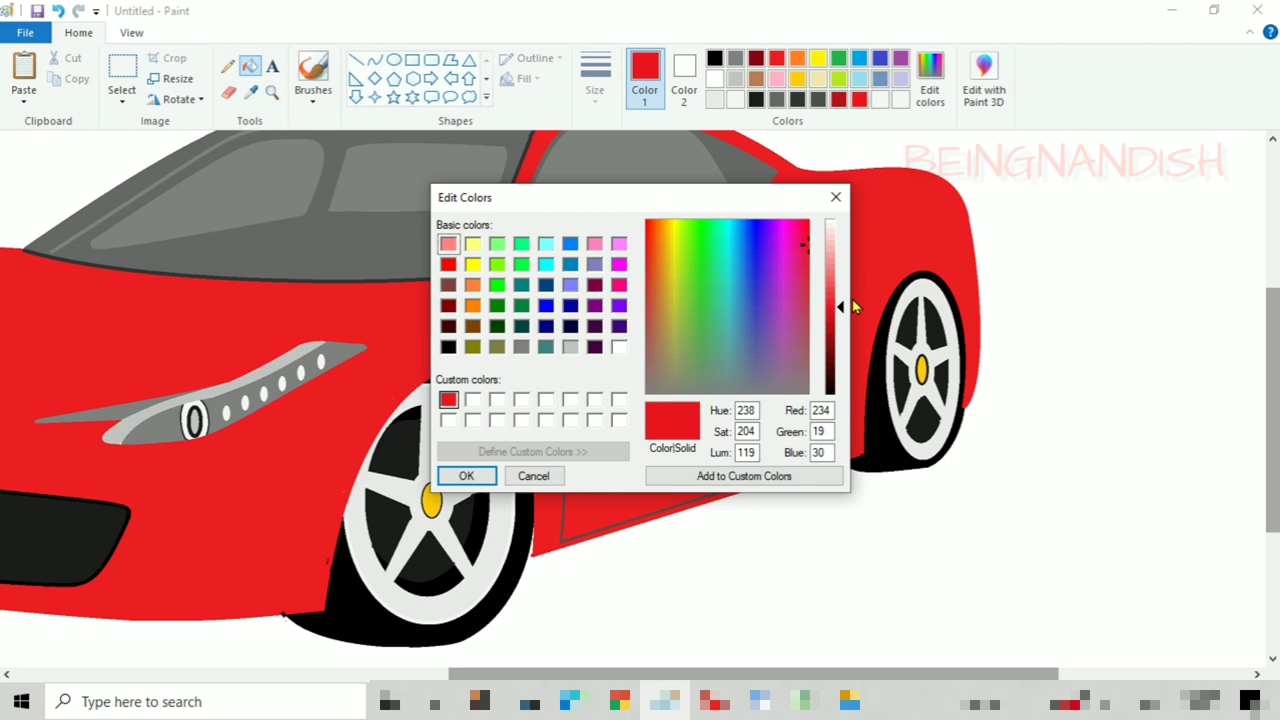 Untitled - Paint
File Home View
Paste
Cut
Copy
Clipboard
Select
Crop
Resize
Rotate
Image
A
Tools
Brushes
Outline
Fill
Shapes
Size
Color 1
Color 2
Edit colors
Colors
Edit with Paint 3D
BEINGNANDISH
Edit Colors
Basic colors:
Custom colors:
Define Custom Colors >>
OK Cancel
Color|Solid
Hue: 238 Red: 234
Sat: 204 Green: 19
Lum: 119 Blue: 30
Add to Custom Colors
Type here to search